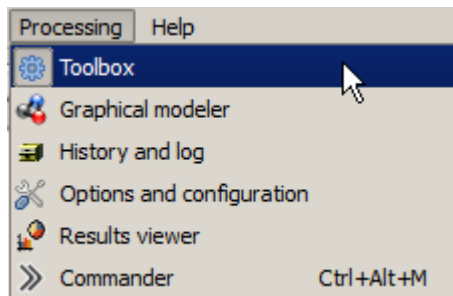 Processing Help
Toolbox
Graphical modeler
History and log
Options and configuration
Results viewer
Commander Ctrl+Alt+M